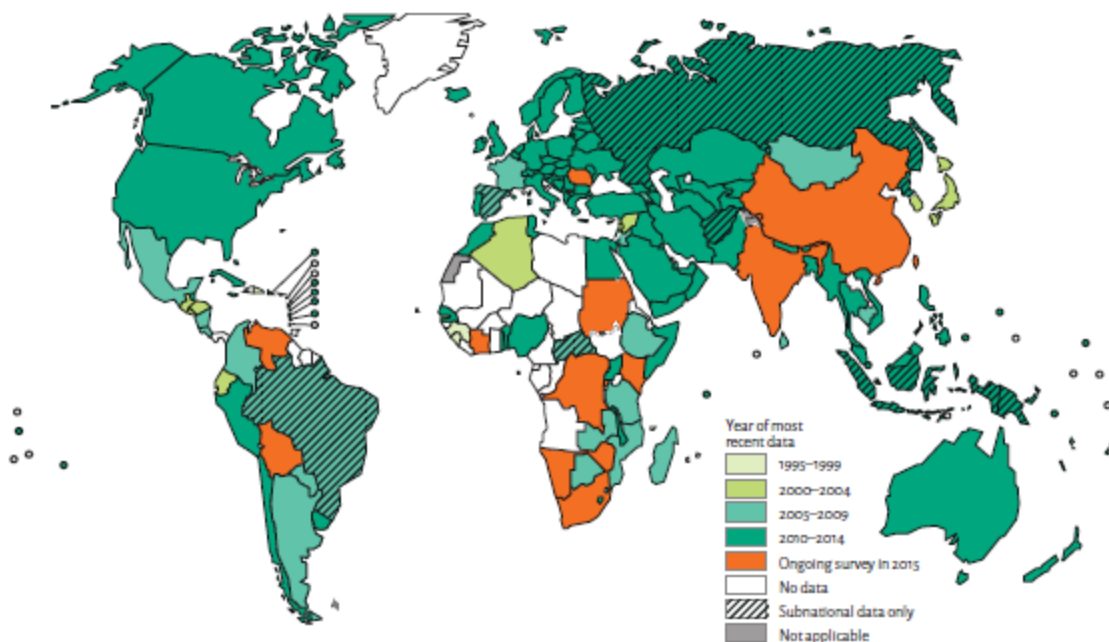 Year of most
recent data
1995–1999
2000–2004
2005–2009
2010–2014
Ongoing survey in 2015
No data
Subnational data only
Not applicable